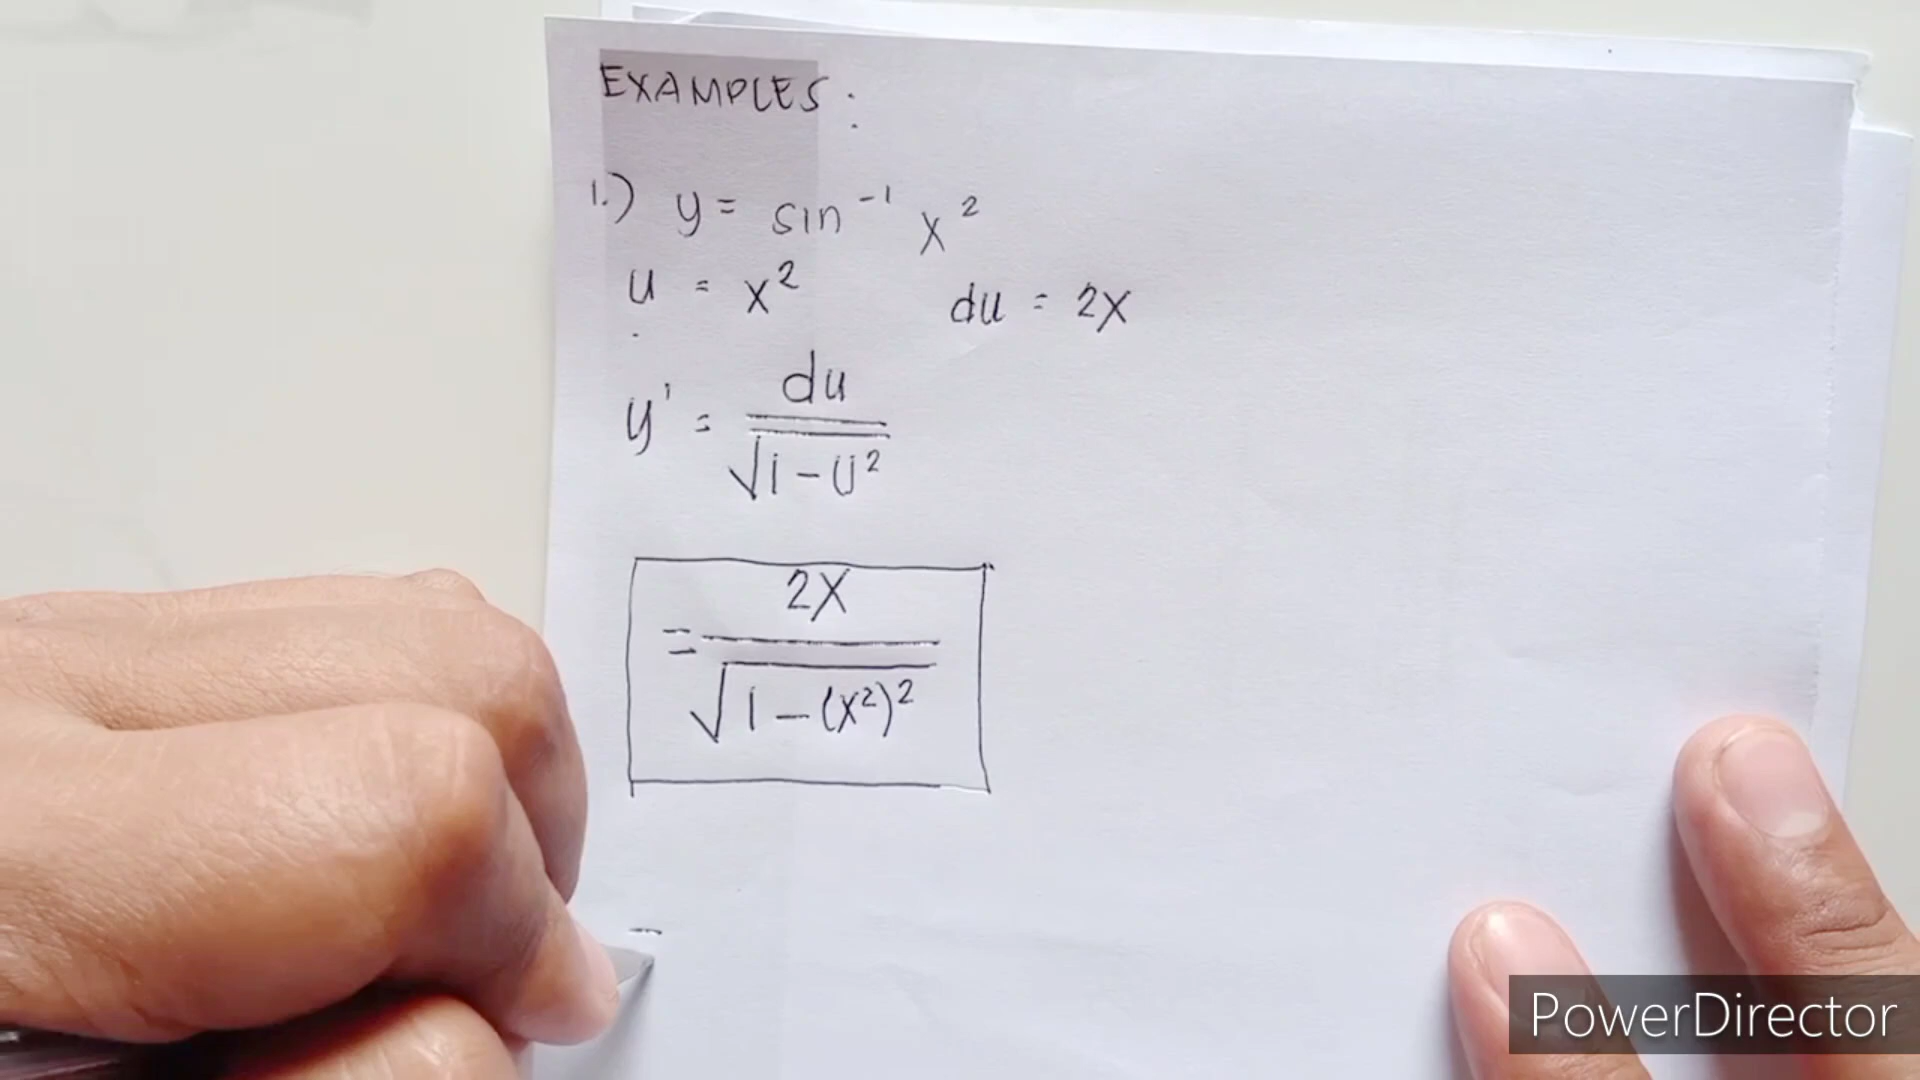 EXAMPLES:
1.) y = sin⁻¹ x²
u = x² du = 2x
y' = du / √1 - u²
= 2x / √1 - (x²)²
PowerDirector